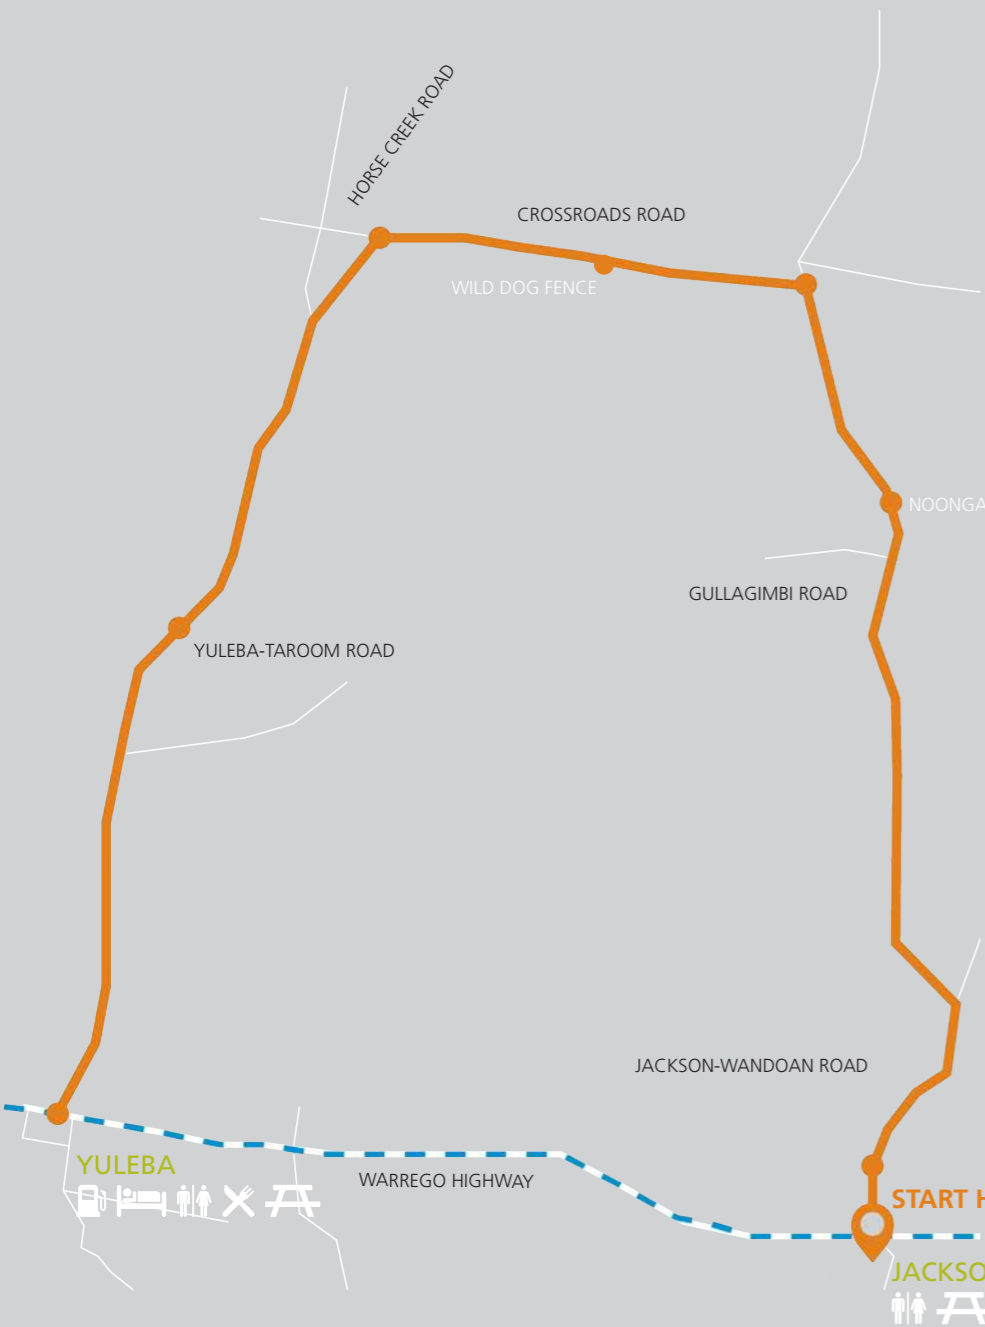 HORSE CREEK ROAD
CROSSROADS ROAD
WILD DOG FENCE
NOONGA
GULLAGIMBI ROAD
YULEBA-TAROOM ROAD
JACKSON-WANDOAN ROAD
YULEBA
WARREGO HIGHWAY
START H
JACKSO